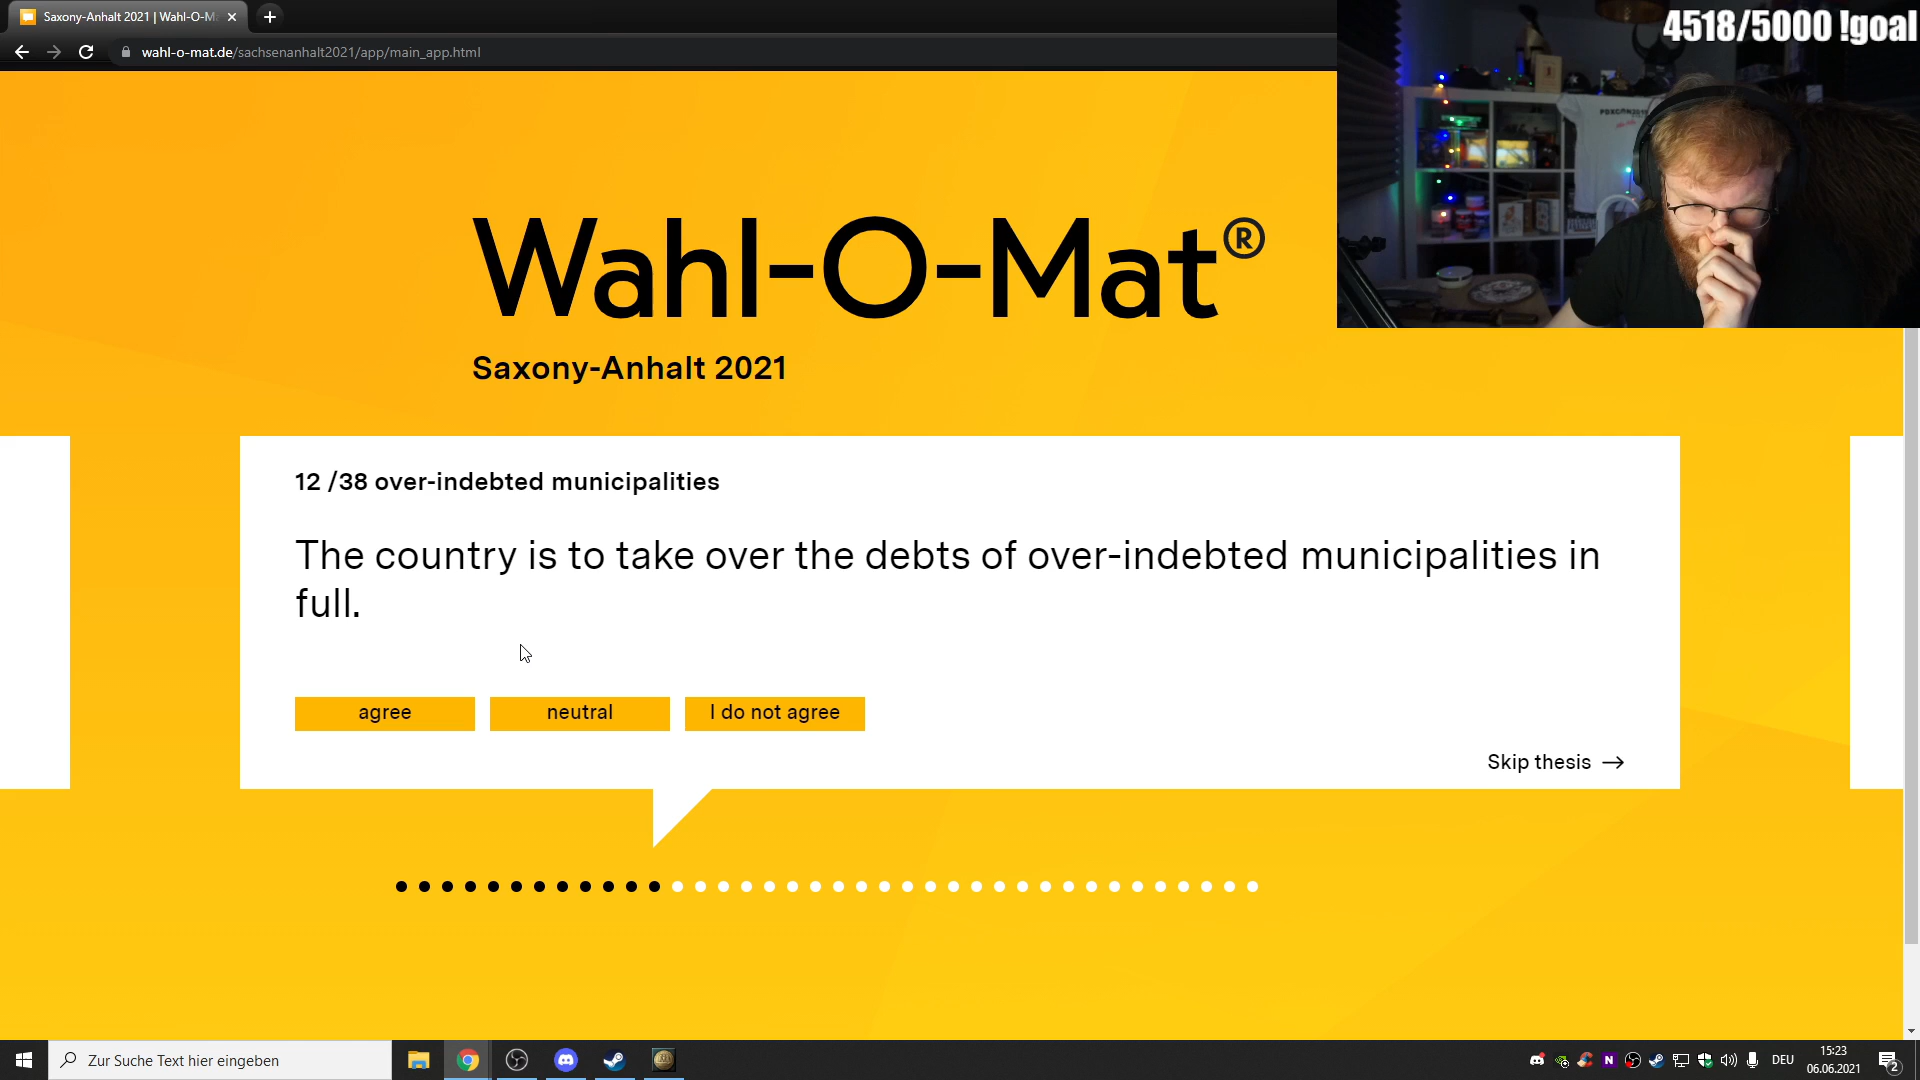 Saxony-Anhalt 2021 | Wahl-O-M
4518/5000 !goal
wahl-o-mat.de/sachsenanhalt2021/app/main_app.html
Wahl-O-Mat®
Saxony-Anhalt 2021
12 /38 over-indebted municipalities
The country is to take over the debts of over-indebted municipalities in
full.
agree
neutral
I do not agree
Skip thesis →
Zur Suche Text hier eingeben
DEU
15:23
06.06.2021
2